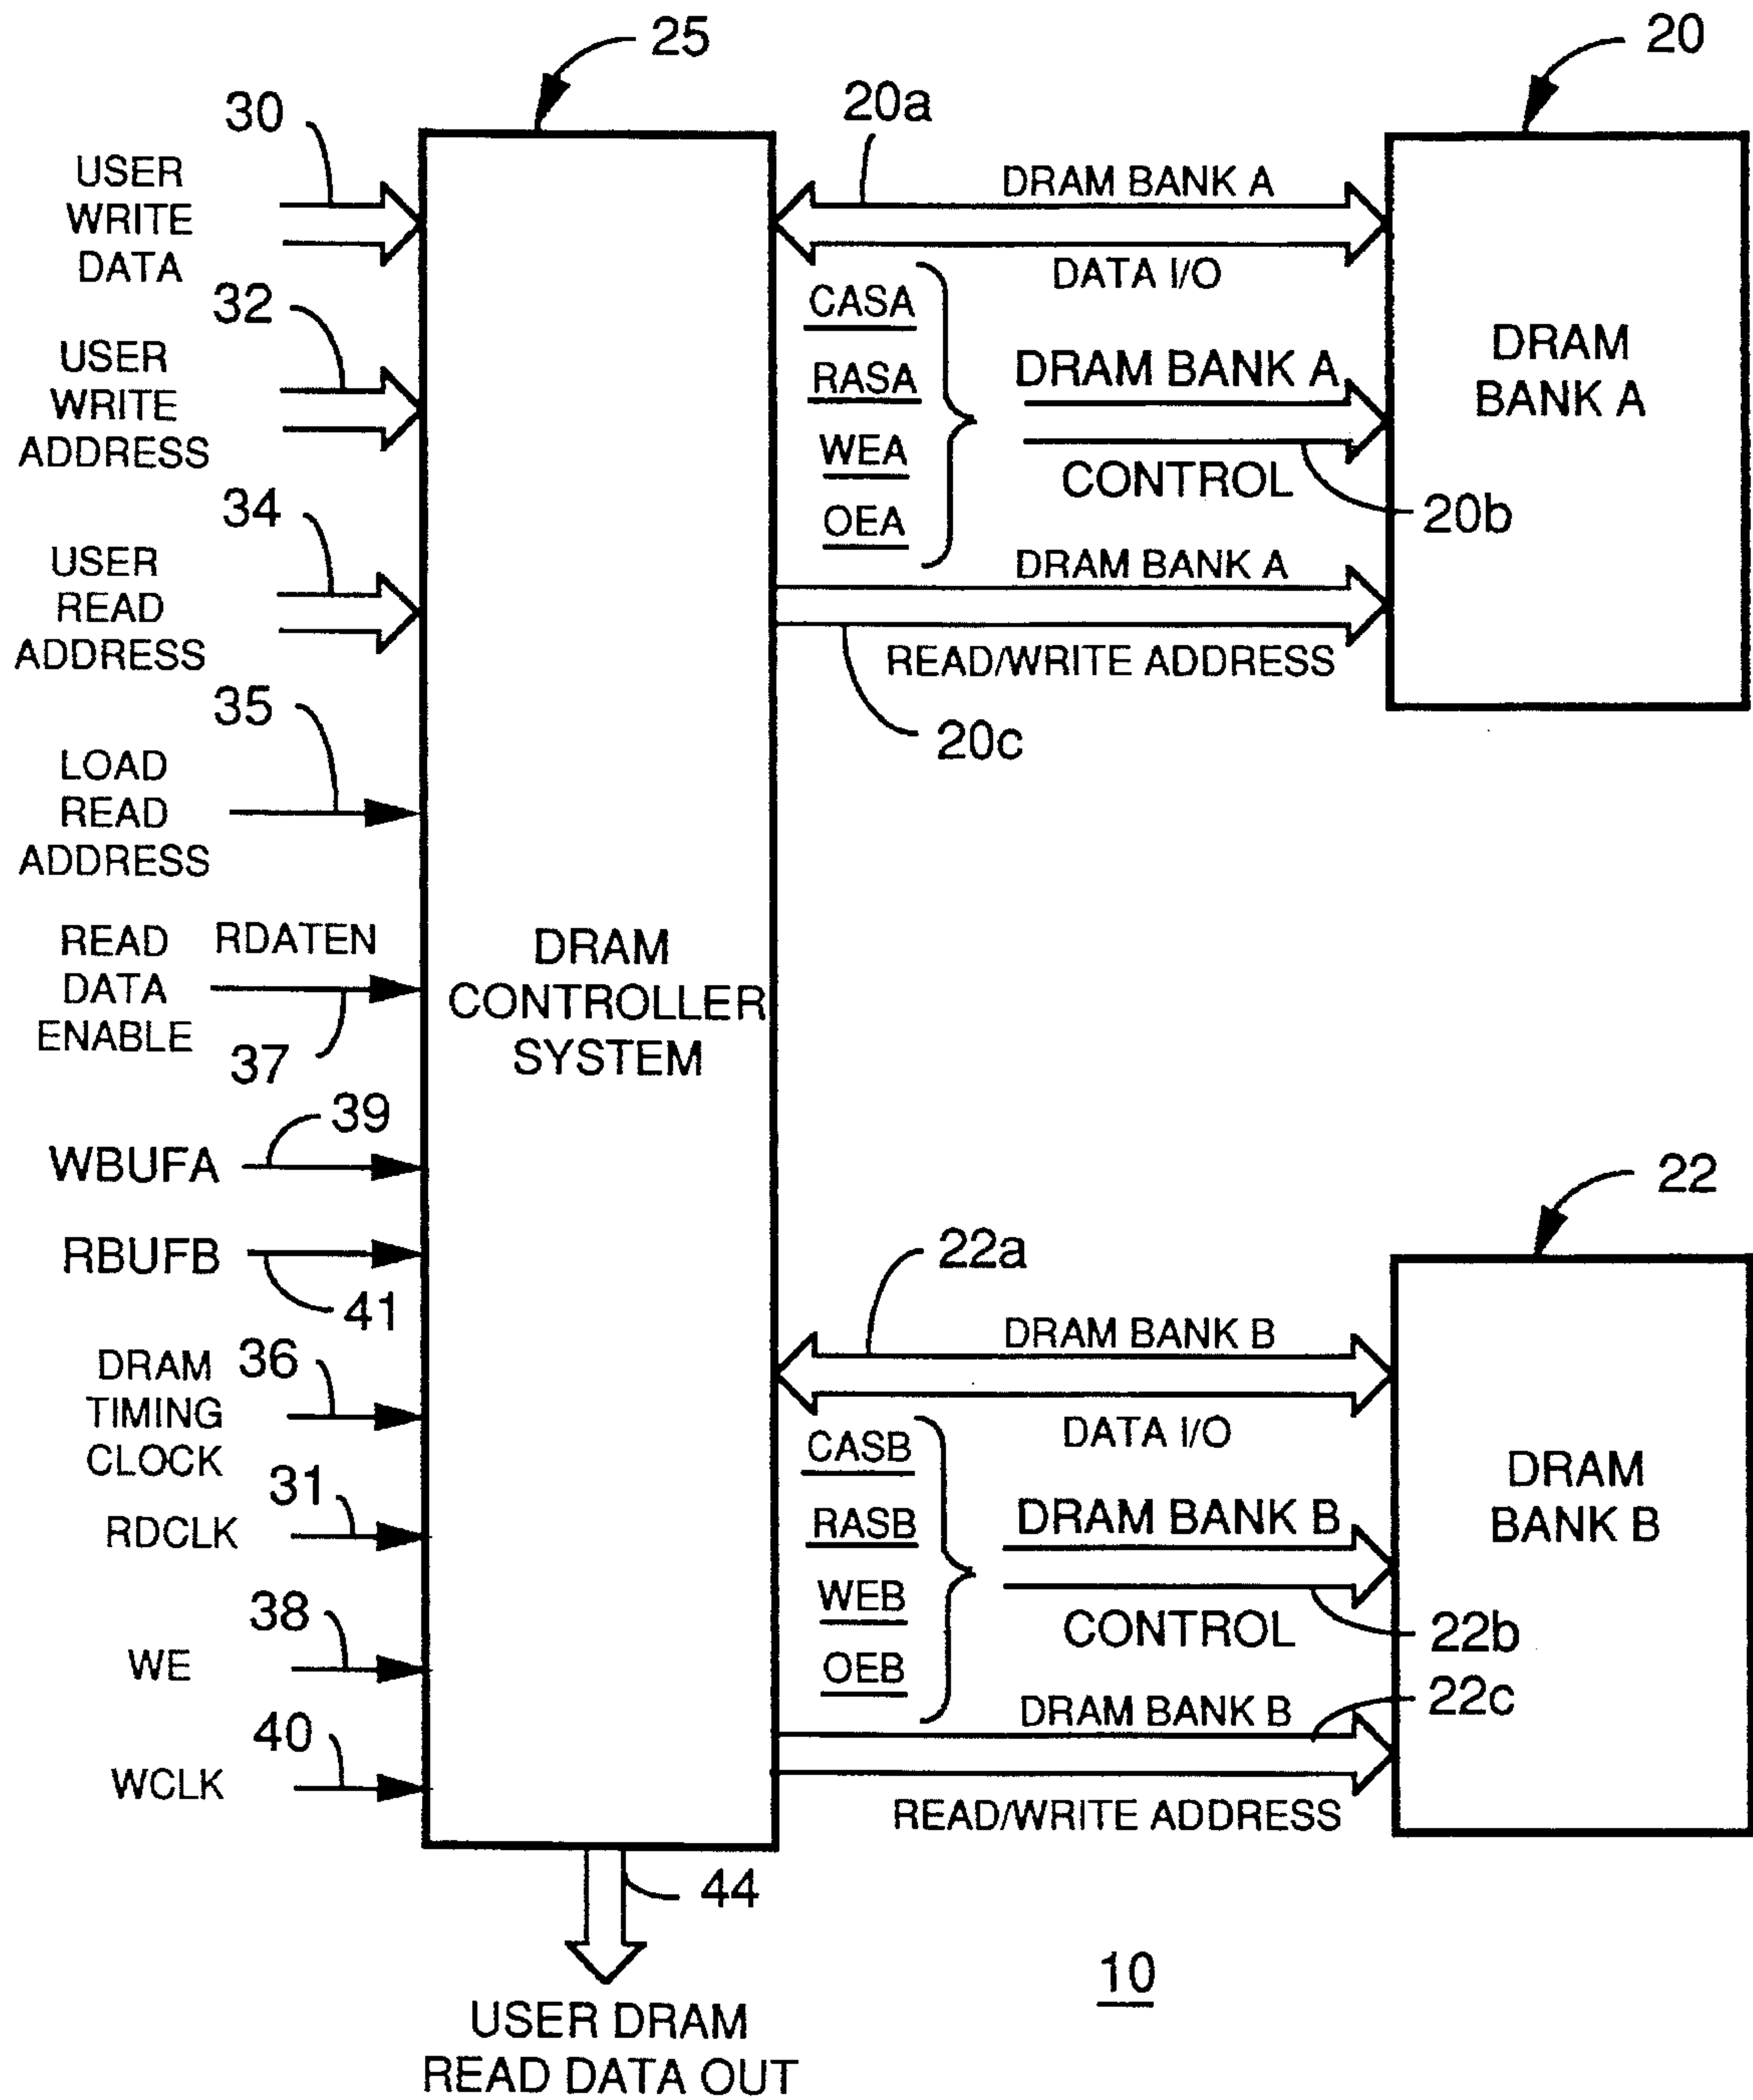 25
20
30
20a
USER
WRITE
DATA
DRAM BANK A
DATA I/O
32
USER
WRITE
ADDRESS
CASA
RASA
WEA
OEA
DRAM BANK A
CONTROL
20b
DRAM
BANK A
34
USER
READ
ADDRESS
DRAM BANK A
READ/WRITE ADDRESS
20c
35
LOAD
READ
ADDRESS
READ
DATA
ENABLE
RDATEN
37
DRAM
CONTROLLER
SYSTEM
39
WBUFA
RBUFB
41
22
22a
DRAM BANK B
DATA I/O
DRAM
TIMING
CLOCK
36
31
RDCLK
CASB
RASB
WEB
OEB
DRAM BANK B
CONTROL
22b
DRAM
BANK B
38
WE
22c
DRAM BANK B
READ/WRITE ADDRESS
40
WCLK
44
10
USER DRAM
READ DATA OUT